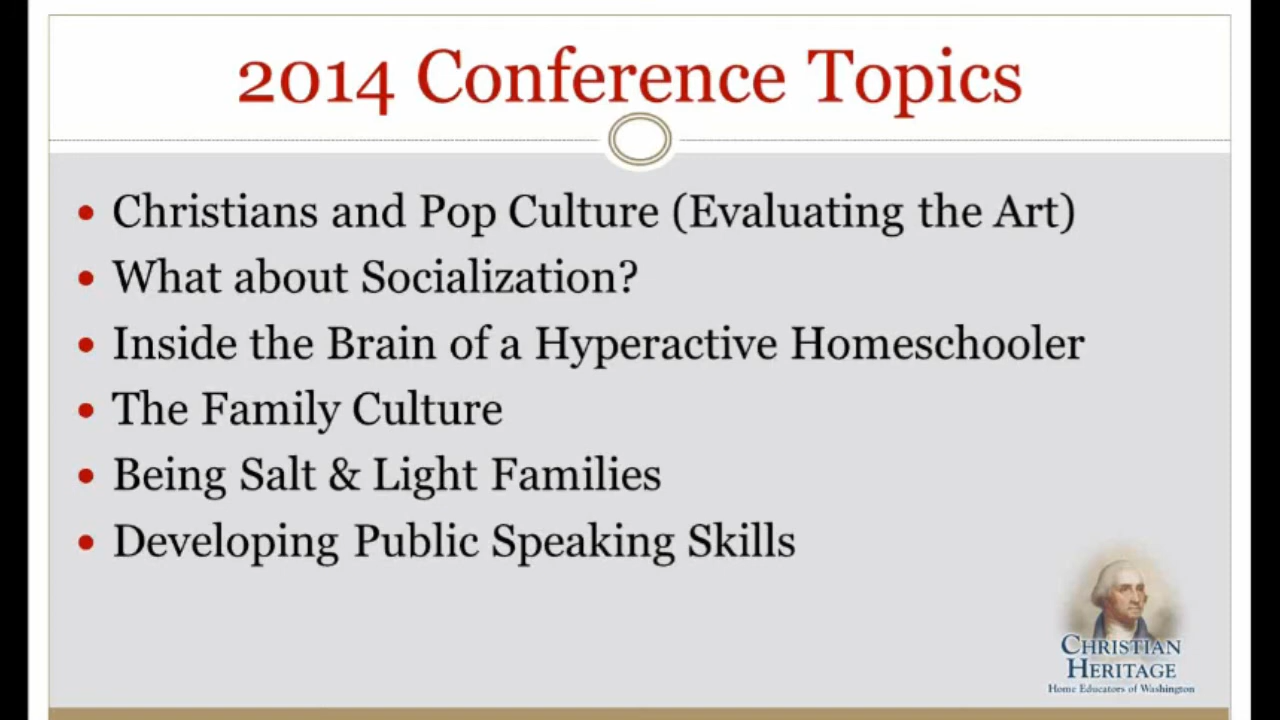 2014 Conference Topics
• Christians and Pop Culture (Evaluating the Art)
• What about Socialization?
• Inside the Brain of a Hyperactive Homeschooler
• The Family Culture
• Being Salt & Light Families
• Developing Public Speaking Skills
CHRISTIAN
HERITAGE
Home Educators of Washington